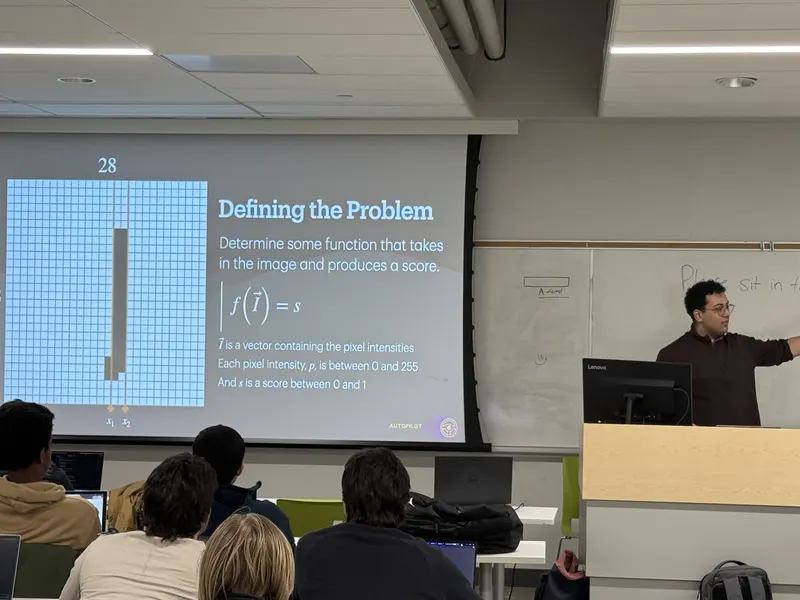 28
Defining the Problem
Determine some function that takes
in the image and produces a score.
f(I⃗) = s
I⃗ is a vector containing the pixel intensities
Each pixel intensity, p, is between 0 and 255
And s is a score between 0 and 1
x₁ x₂
AUTOPILOT
sit in
Lenovo